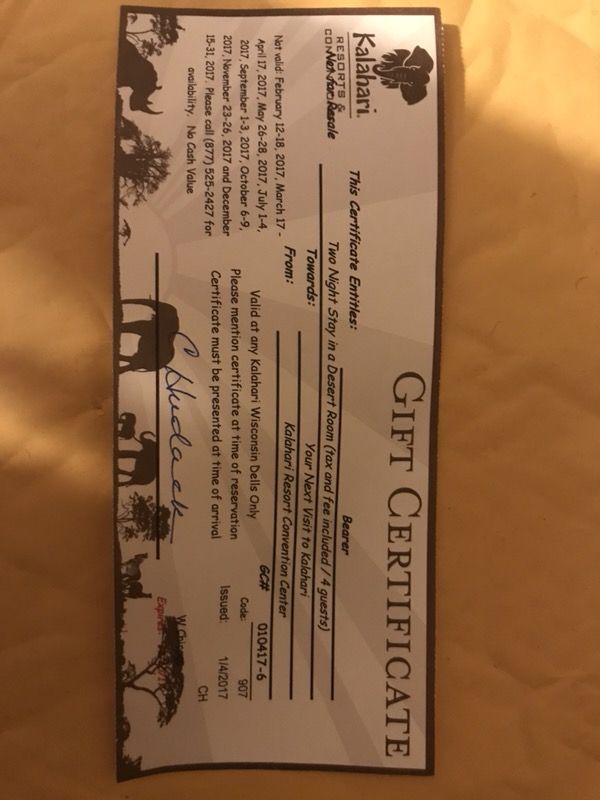 GIFT CERTIFICATE
Kalahari
RESORTS &
Not for Resale
This Certificate Entitles: Bearer
Two Night Stay in a Desert Room (tax and fee included / 4 guests)
Towards: Your Next Visit to Kalahari
From: Kalahari Resort Convention Center
Not valid: February 12-18, 2017, March 17 -
April 17, 2017, May 26-28, 2017, July 1-4,
2017, September 1-3, 2017, October 6-9,
2017, November 23-26, 2017 and December
15-31, 2017. Please call (877) 525-2427 for
availability. No Cash Value
Valid at any Kalahari Wisconsin Dells Only
Please mention certificate at time of reservation
Certificate must be presented at time of arrival
GC# 010417-6
Code: 907
Issued: 1/4/2017
CH
C Hudack